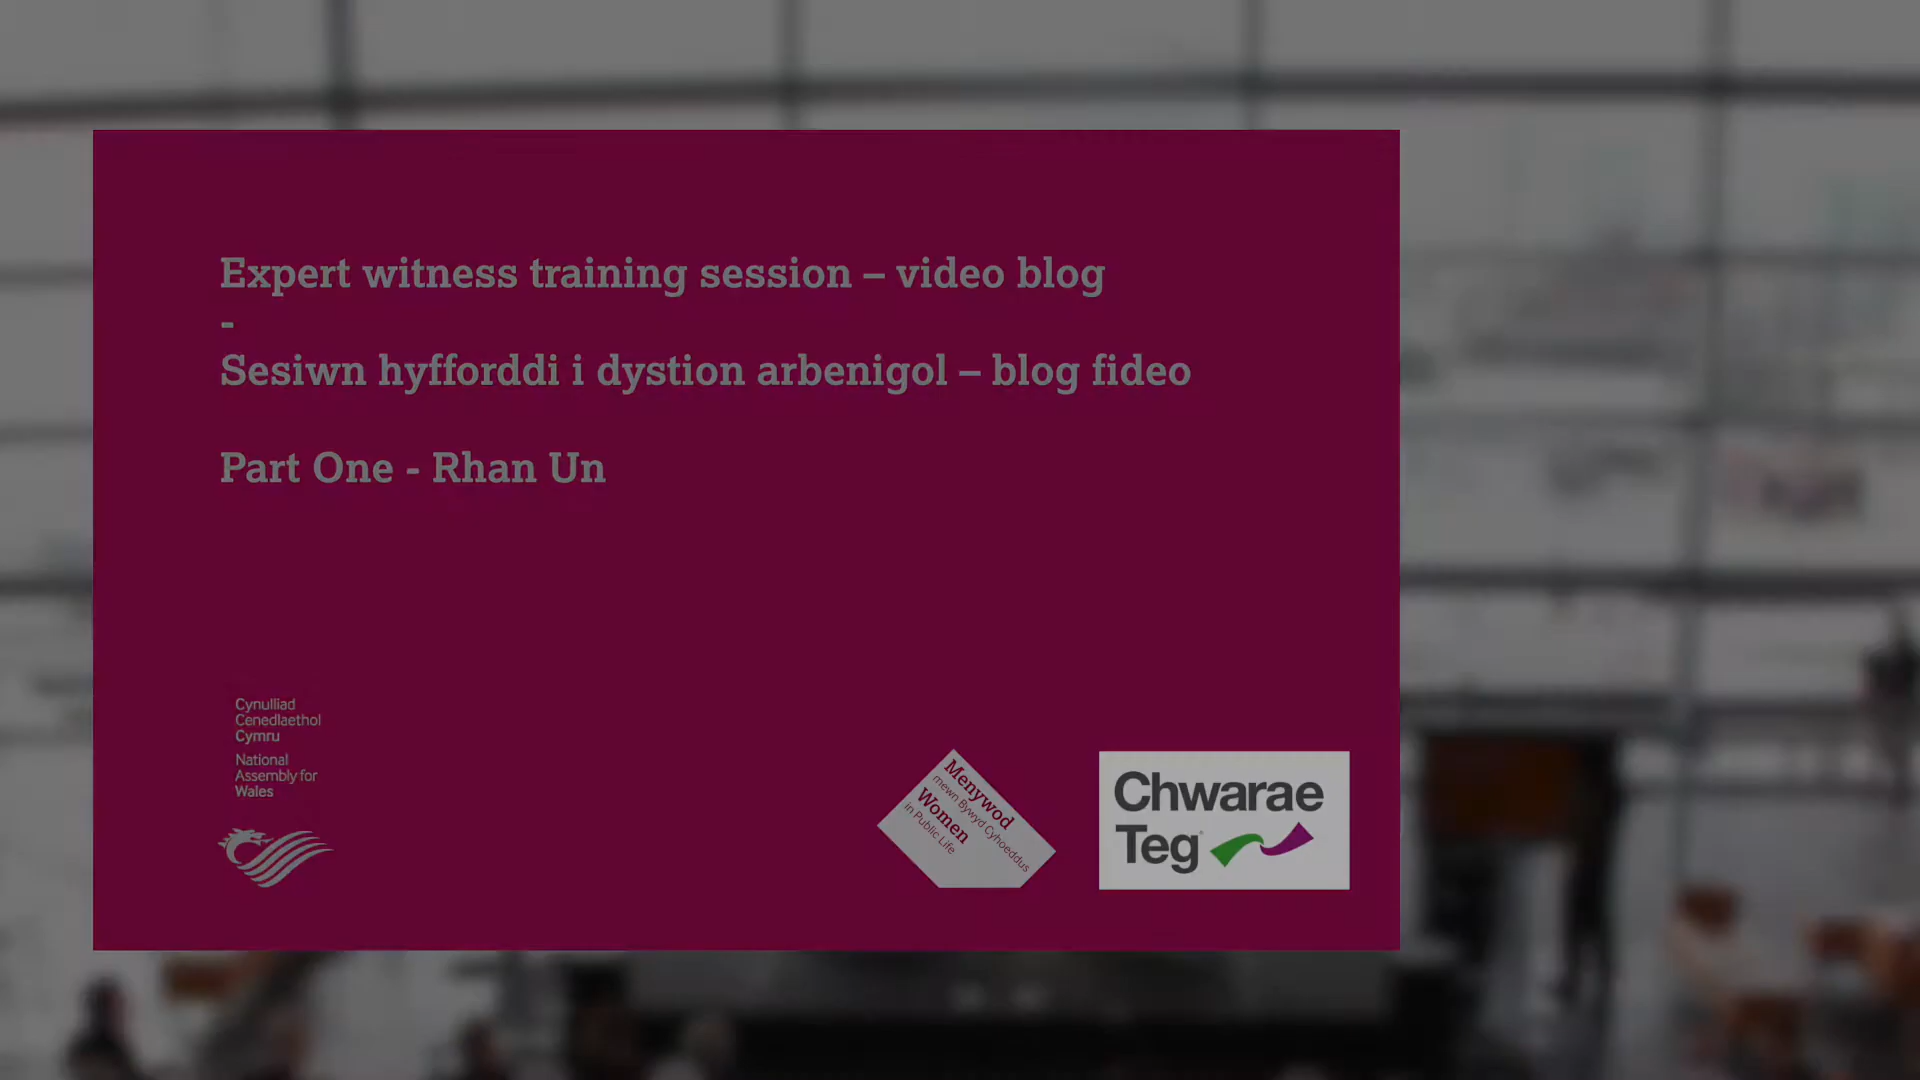 Expert witness training session – video blog
-
Sesiwn hyfforddi i dystion arbenigol – blog fideo
Part One - Rhan Un
Cynulliad
Cenedlaethol
Cymru
National
Assembly for
Wales
Menywod
mewn Bywyd Cyhoeddus
Women
in Public Life
Chwarae
Teg